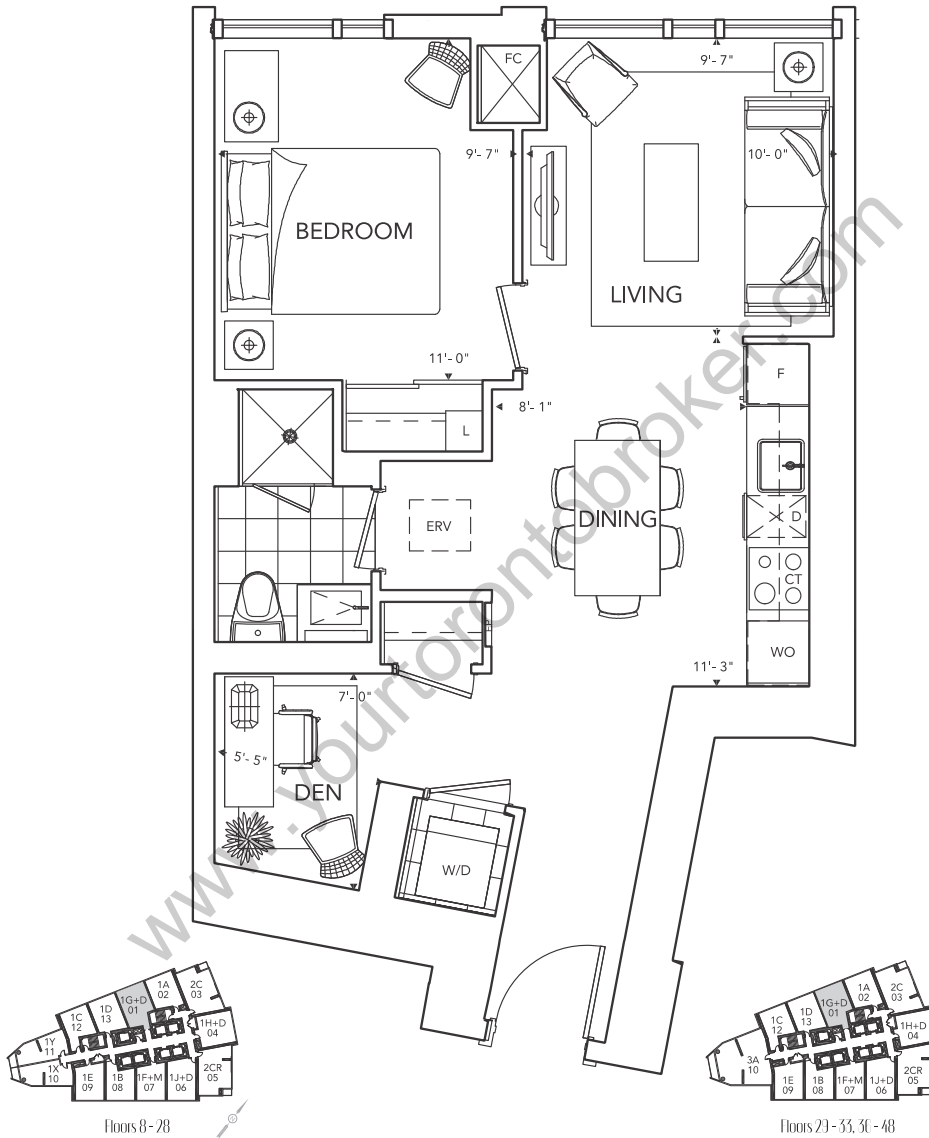 FC
9'- 7"
9'- 7"
10'- 0"
BEDROOM
LIVING
11'- 0"
F
8'- 1"
L
DINING
D
ERV
CT
WO
11'- 3"
7'- 0"
5'- 5"
DEN
W/D
www.yourtorontobroker.com
1G+D
01
1A
02
2C
03
1D
13
1C
12
1H+D
04
1Y
11
1X
10
1E
09
1B
08
1F+M
07
1J+D
06
2CR
05
Floors 8 - 28
1G+D
01
1A
02
2C
03
1D
13
1C
12
1H+D
04
3A
10
1E
09
1B
08
1F+M
07
1J+D
06
2CR
05
Floors 29 - 33, 36 - 48